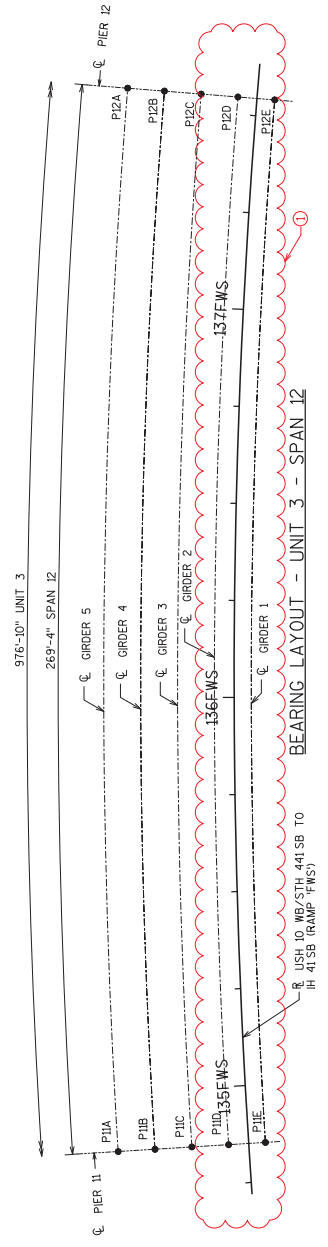 976'-10" UNIT 3
269'-4" SPAN 12
℄ PIER 11
℄ PIER 12
℄ GIRDER 5
℄ GIRDER 4
℄ GIRDER 3
℄ GIRDER 2
℄ GIRDER 1
P11A
P11B
P11C
P11D
P11E
P12A
P12B
P12C
P12D
P12E
135FWS
136FWS
137FWS
R USH 10 WB/STH 441 SB TO
IH 41 SB (RAMP 'FWS')
1
BEARING LAYOUT - UNIT 3 - SPAN 12